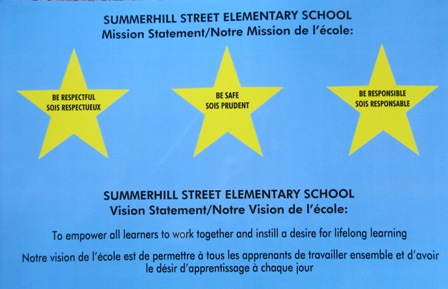 SUMMERHILL STREET ELEMENTARY SCHOOL
Mission Statement/Notre Mission de l'école:
BE RESPECTFUL
SOIS RESPECTUEUX
BE SAFE
SOIS PRUDENT
BE RESPONSIBLE
SOIS RESPONSABLE
SUMMERHILL STREET ELEMENTARY SCHOOL
Vision Statement/Notre Vision de l'école:
To empower all learners to work together and instill a desire for lifelong learning
Notre vision de l'école est de permettre à tous les apprenants de travailler ensemble et d'avoir
le désir d'apprentissage à chaque jour